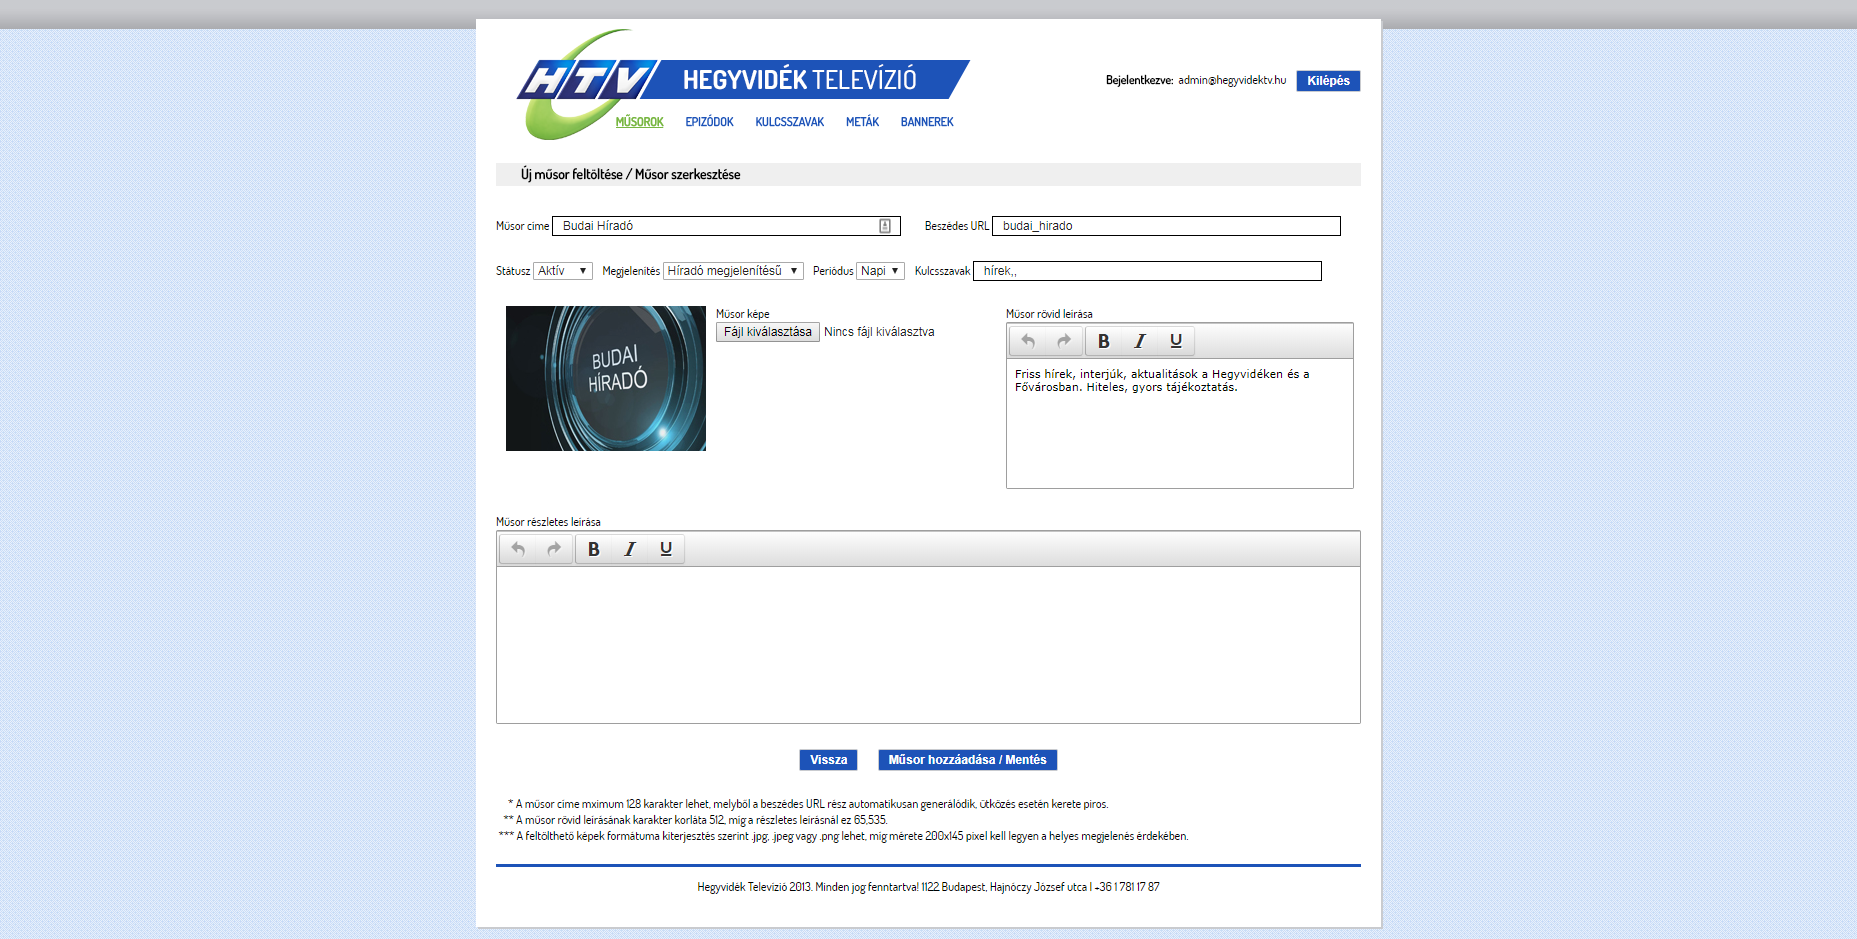 HTV HEGYVIDÉK TELEVÍZIÓ
Bejelentkezve: admin@hegyvidektv.hu Kilépés
MŰSOROK EPIZÓDOK KULCSSZAVAK METÁK BANNEREK
Új műsor feltöltése / Műsor szerkesztése
Műsor címe Budai Híradó Beszédes URL budai_hirado
Státusz Aktív Megjelenítés Híradó megjelenítésű Periódus Napi Kulcsszavak hírek,,
BUDAI
HÍRADÓ
Műsor képe
Fájl kiválasztása Nincs fájl kiválasztva
Műsor rövid leírása
B I U
Friss hírek, interjúk, aktualitások a Hegyvidéken és a
Fővárosban. Hiteles, gyors tájékoztatás.
Műsor részletes leírása
B I U
Vissza Műsor hozzáadása / Mentés
* A műsor címe mximum 128 karakter lehet, melyből a beszédes URL rész automatikusan generálódik, ütközés esetén kerete piros.
** A műsor rövid leírásának karakter korláta 512, míg a részletes leírásnál ez 65,535.
*** A feltölthető képek formátuma kiterjesztés szerint .jpg, .jpeg vagy .png lehet, míg mérete 200x145 pixel kell legyen a helyes megjelenés érdekében.
Hegyvidék Televízió 2013. Minden jog fenntartva! 1122 Budapest, Hajnóczy József utca | +36 1 781 17 87